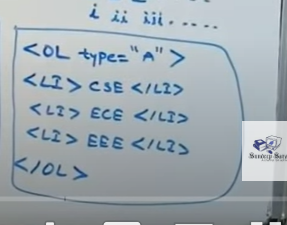 i ii iii.....
<OL type="A">
<LI> CSE </LI>
<LI> ECE </LI>
<LI> EEE </LI>
</OL>